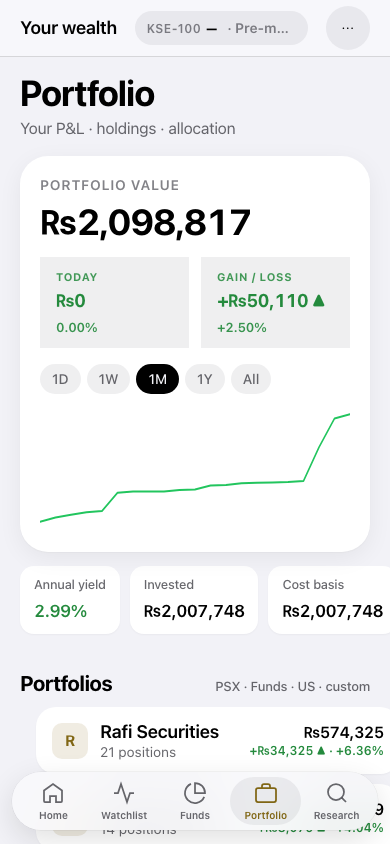 Your wealth
KSE-100 – · Pre-m...
...
Portfolio
Your P&L · holdings · allocation
PORTFOLIO VALUE
₨2,098,817
TODAY
₨0
0.00%
GAIN / LOSS
+₨50,110 ▲
+2.50%
1D 1W 1M 1Y All
Annual yield
2.99%
Invested
₨2,007,748
Cost basis
₨2,007,748
Portfolios
PSX · Funds · US · custom
R
Rafi Securities
21 positions
₨574,325
+₨34,325 ▲ · +6.36%
Home
Watchlist
Funds
Portfolio
Research